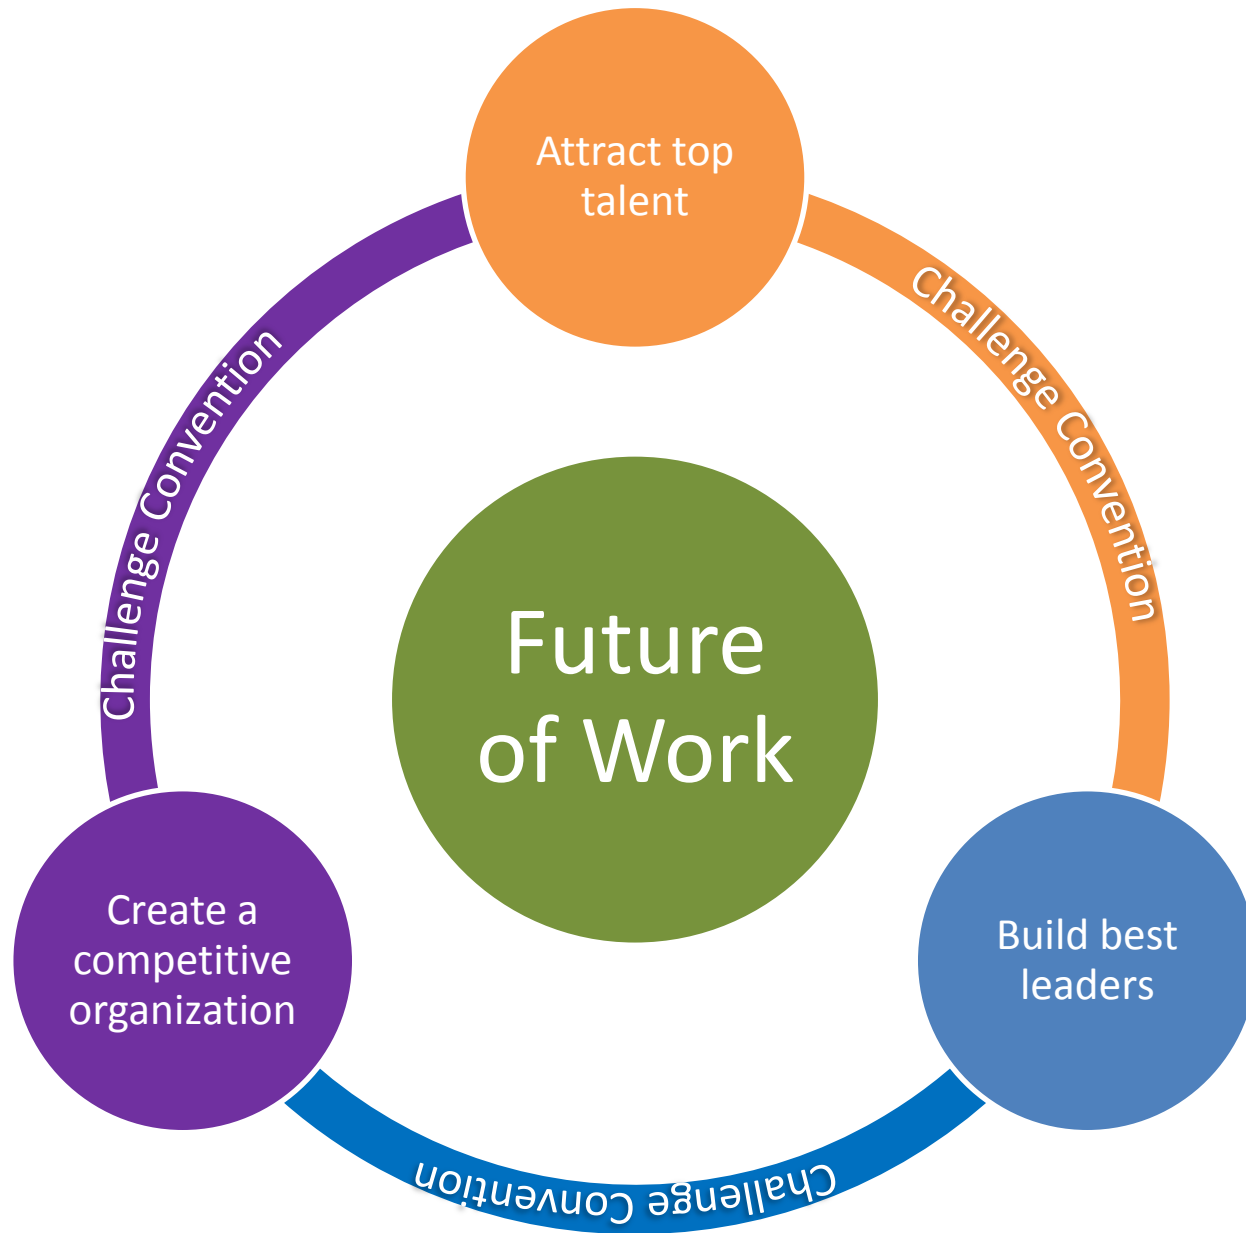 Attract top
talent
Challenge Convention
Challenge Convention
Future
of Work
Create a
competitive
organization
Build best
leaders
Challenge Convention